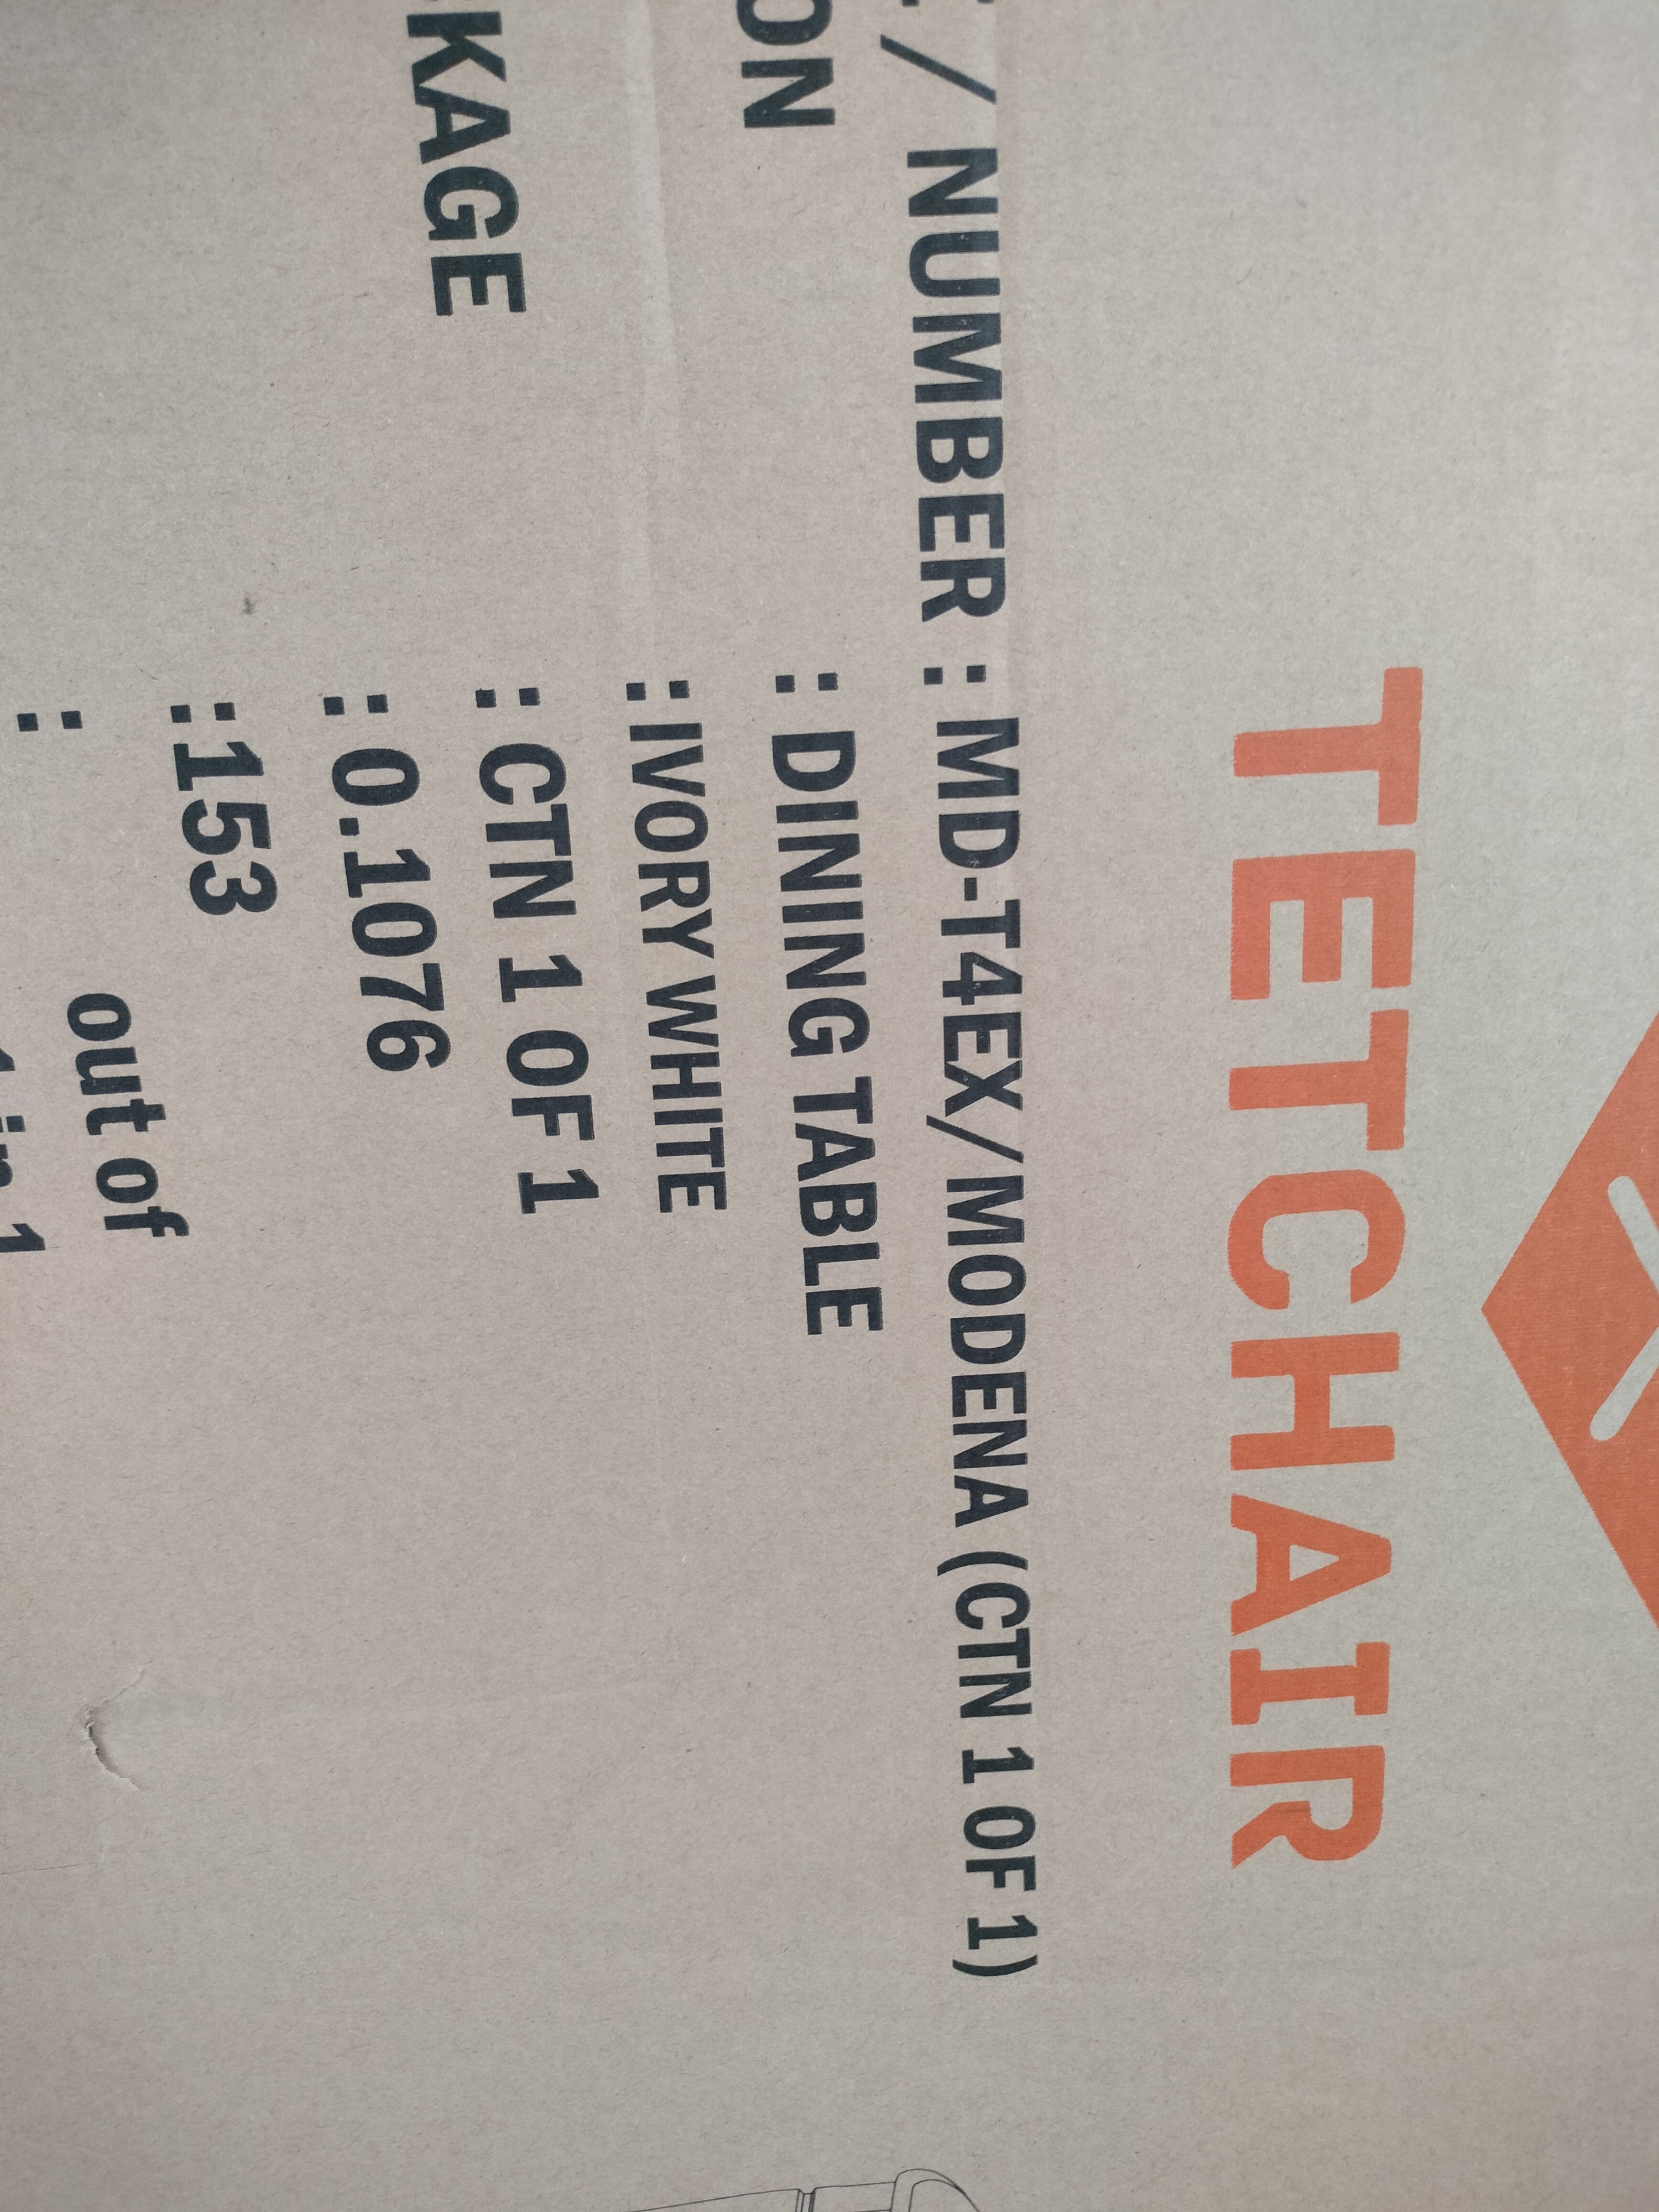 TETCHAIR
/ NUMBER : MD-T4EX/MODENA (CTN 1 OF 1)
ON : DINING TABLE
: IVORY WHITE
KAGE : CTN 1 OF 1
: 0.1076
: 153
: out of
1